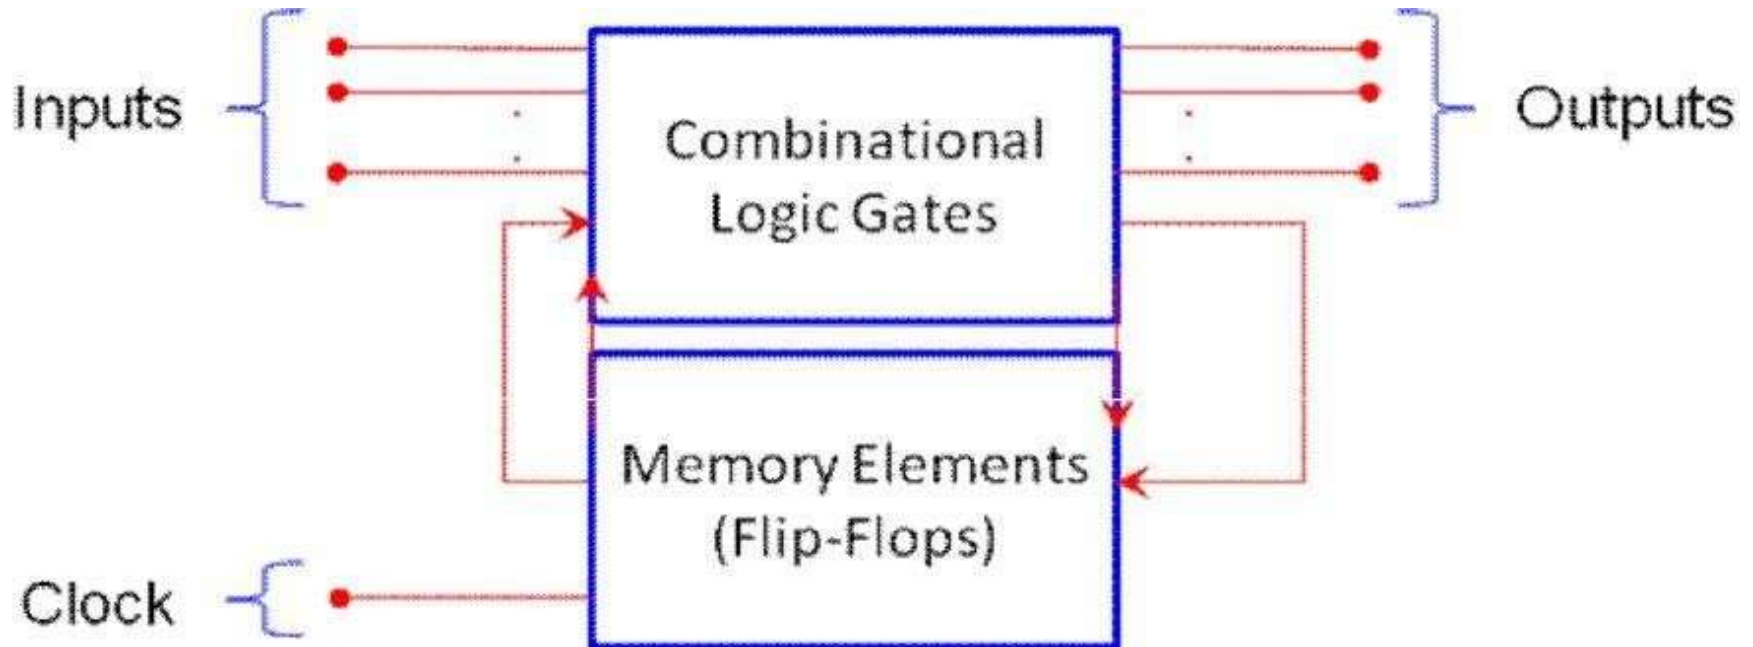 Inputs
Combinational
Logic Gates
Outputs
Memory Elements
(Flip-Flops)
Clock